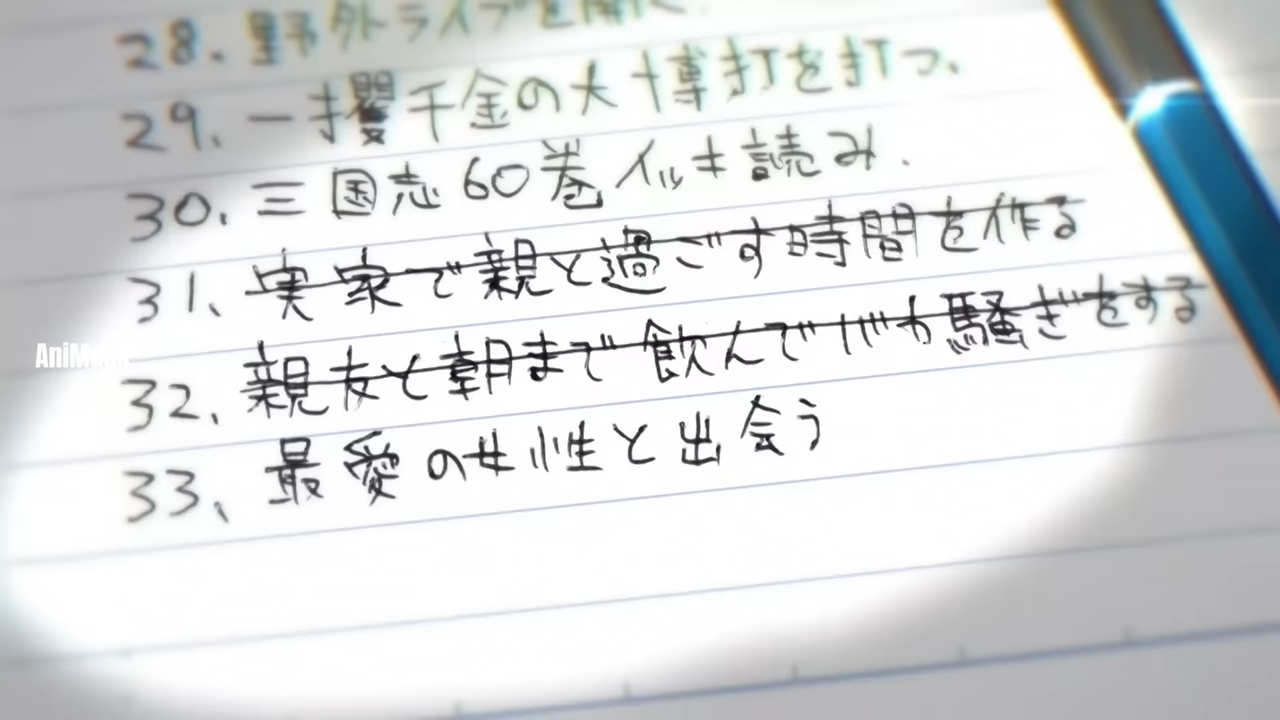 28. 野外ライブを開く.
29. 一攫千金の大博打を打つ.
30. 三国志60巻イッキ読み.
31. 実家で親と過ごす時間を作る
32. 親友と朝まで飲んでバカ騒ぎをする
33. 最愛の女性と出会う